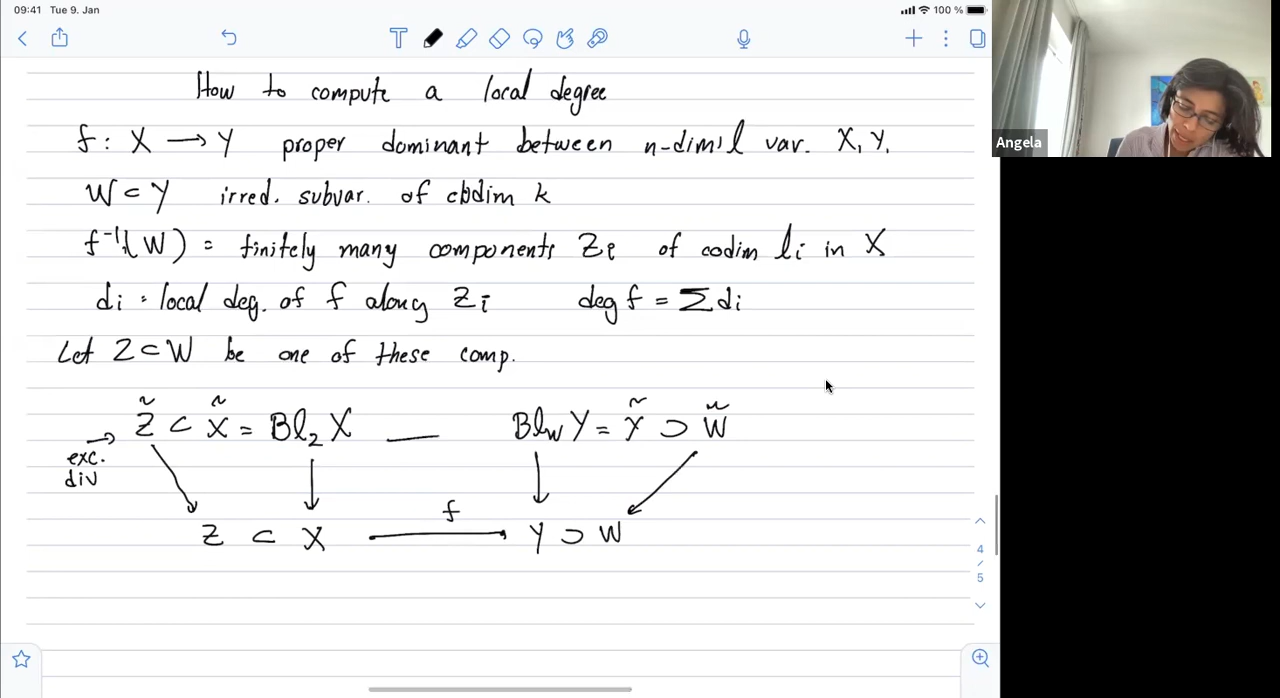 09:41 Tue 9. Jan 100 %
How to compute a local degree
f : X → Y proper dominant between n-dim'l var. X, Y.
W ⊂ Y irred. subvar. of codim k
f⁻¹(W) = finitely many components Zi of codim li in X
di = local deg. of f along Zi deg f = Σ di
Let Z ⊂ W be one of these comp.
Z̃ ⊂ X̃ = Bl_Z X — Bl_W Y = Ỹ ⊃ W̃
→ exc. div
f
Z ⊂ X → Y ⊃ W
4
/
5
Angela